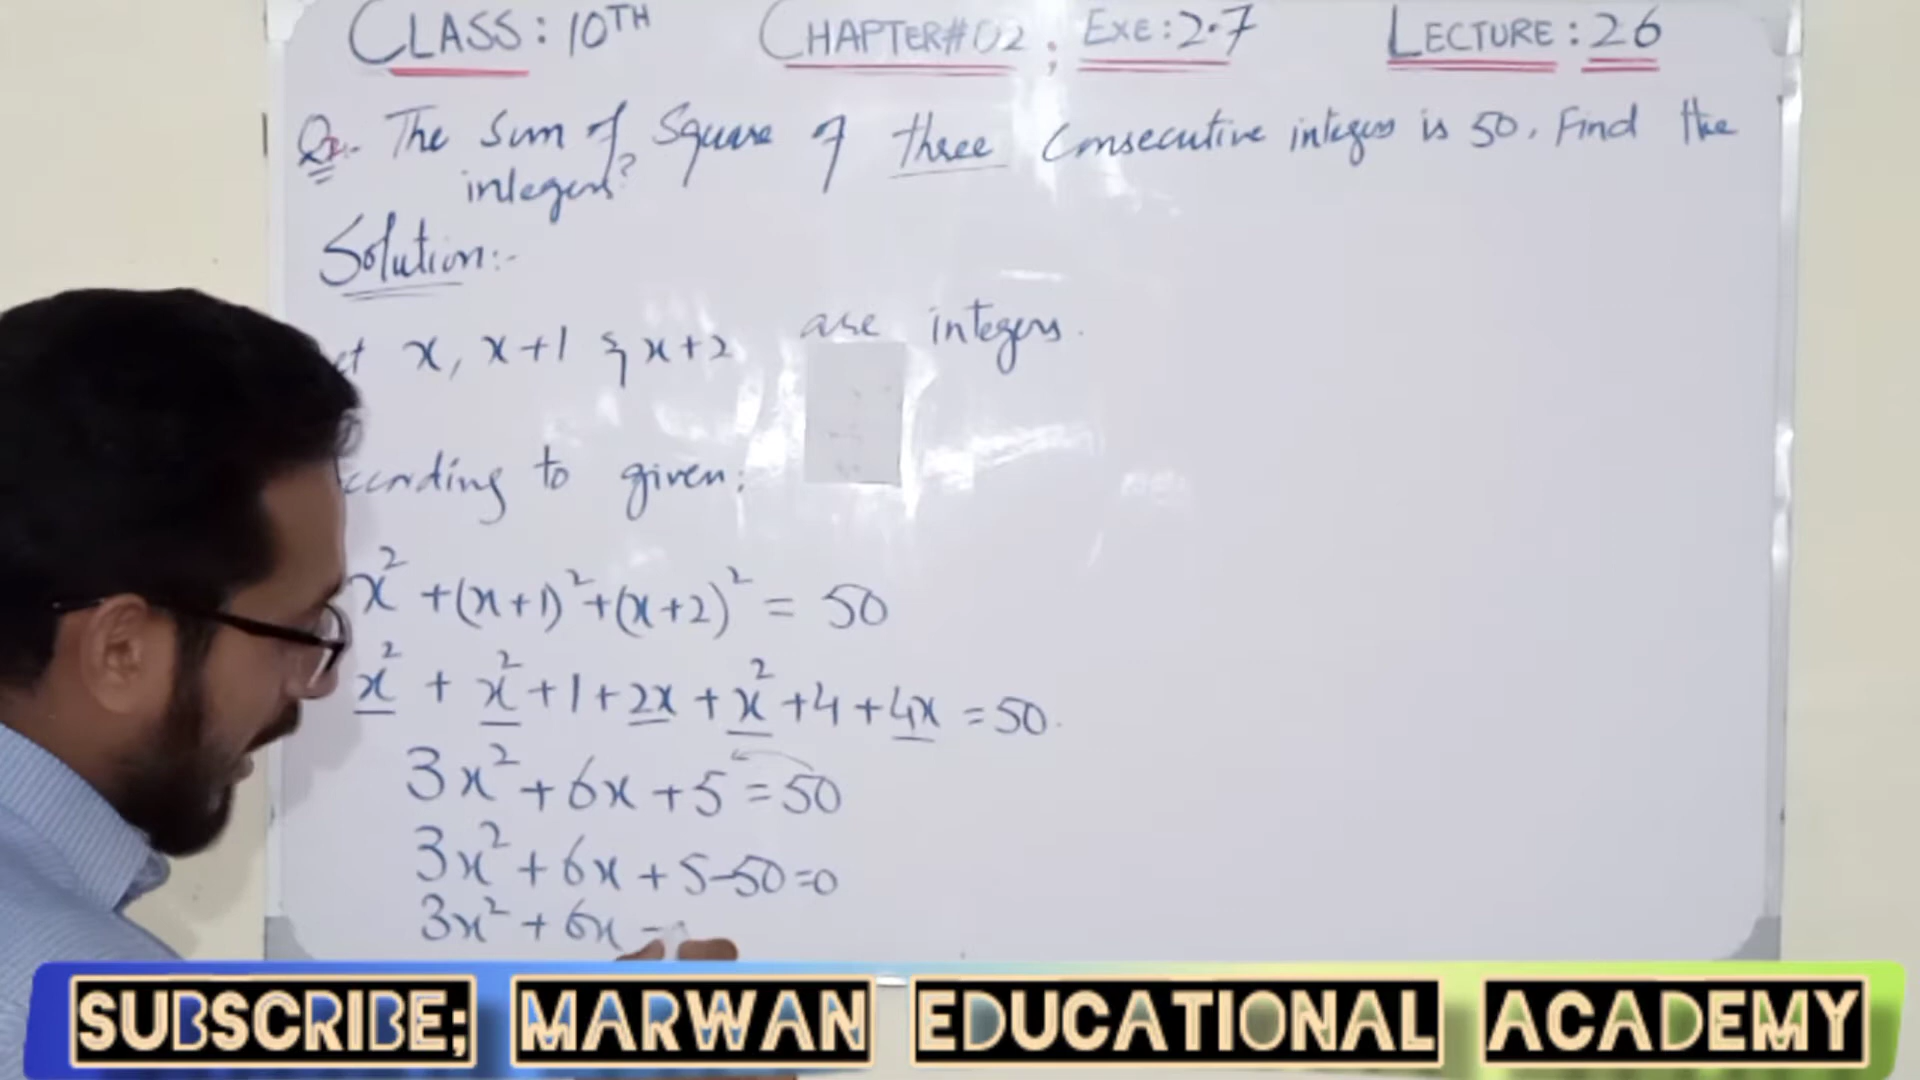 CLASS: 10TH CHAPTER#02; EXE: 2.7 LECTURE: 26
Q2. The Sum of Square of three Consecutive integers is 50. Find the
integers?
Solution:-
x, x+1 & x+2 are integers.
to given:
x² + (x+1)² + (x+2)² = 50
x² + x² + 1 + 2x + x² + 4 + 4x = 50.
3x² + 6x + 5 = 50
3x² + 6x + 5 - 50 = 0
3x² + 6x -
SUBSCRIBE; MARWAN EDUCATIONAL ACADEMY